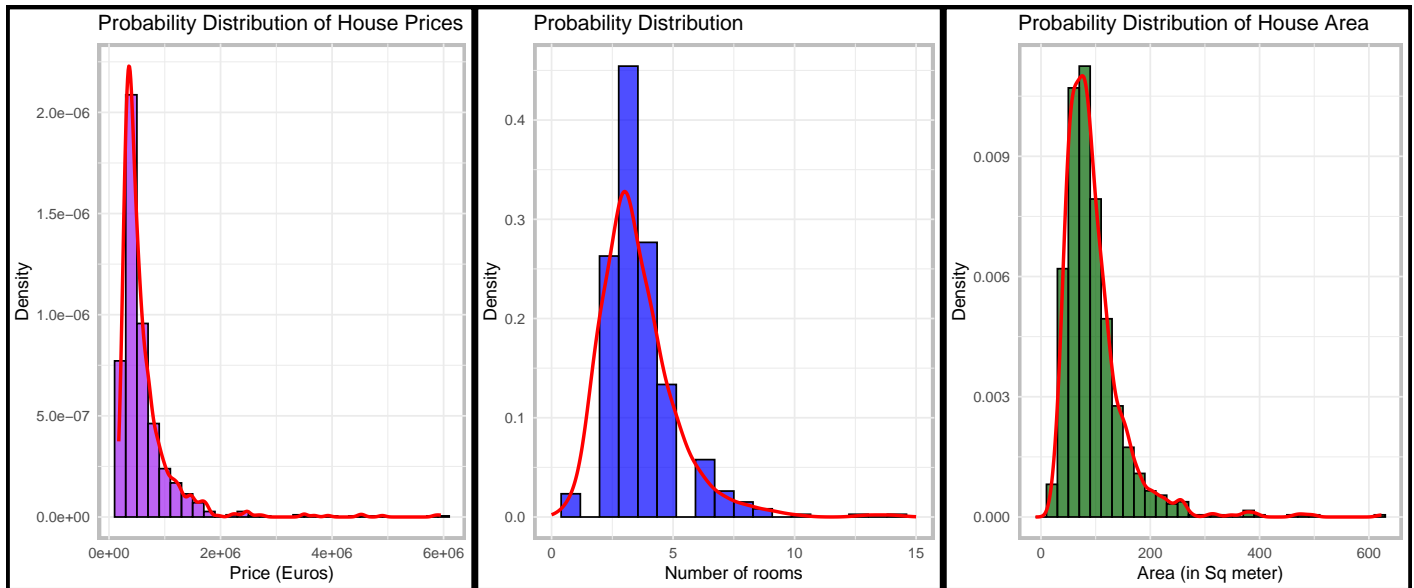 Probability Distribution of House Prices
Density
2.0e−06
1.5e−06
1.0e−06
5.0e−07
0.0e+00
0e+00 2e+06 4e+06 6e+06
Price (Euros)
Probability Distribution
Density
0.4
0.3
0.2
0.1
0.0
0 5 10 15
Number of rooms
Probability Distribution of House Area
Density
0.009
0.006
0.003
0.000
0 200 400 600
Area (in Sq meter)